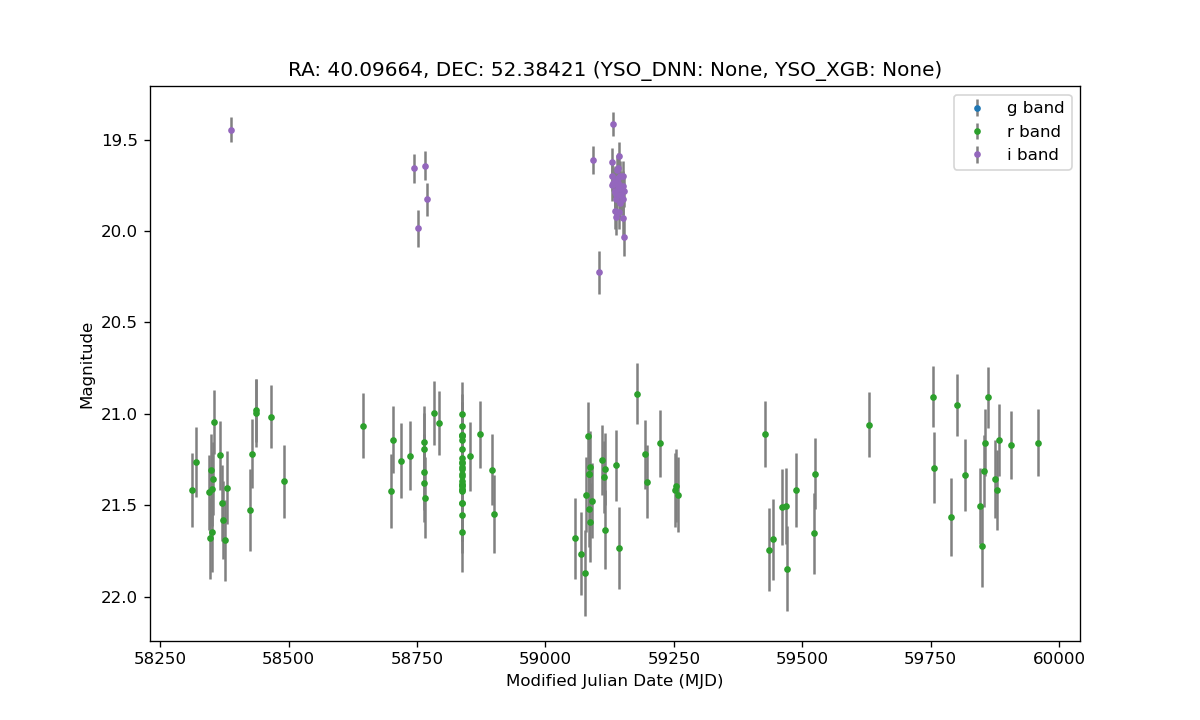 RA: 40.09664, DEC: 52.38421 (YSO_DNN: None, YSO_XGB: None)
g band
r band
i band
19.5
20.0
20.5
21.0
21.5
22.0
Magnitude
58250 58500 58750 59000 59250 59500 59750 60000
Modified Julian Date (MJD)